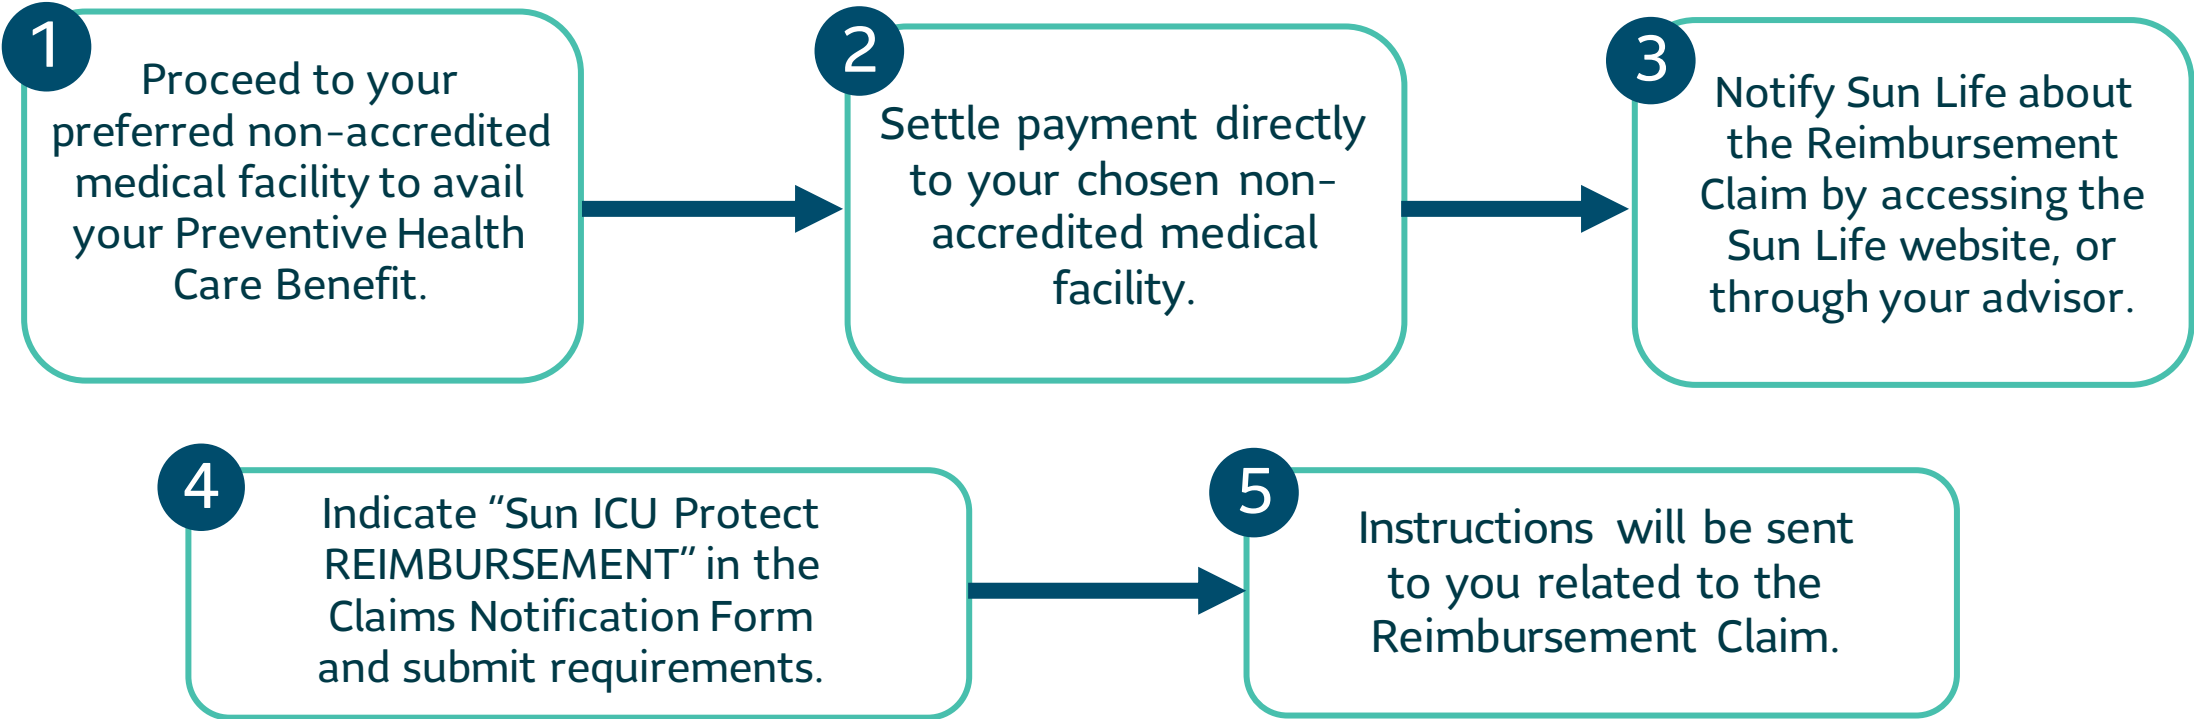 1
Proceed to your
preferred non-accredited
medical facility to avail
your Preventive Health
Care Benefit.
2
Settle payment directly
to your chosen non-
accredited medical
facility.
3
Notify Sun Life about
the Reimbursement
Claim by accessing the
Sun Life website, or
through your advisor.
4
Indicate “Sun ICU Protect
REIMBURSEMENT” in the
Claims Notification Form
and submit requirements.
5
Instructions will be sent
to you related to the
Reimbursement Claim.